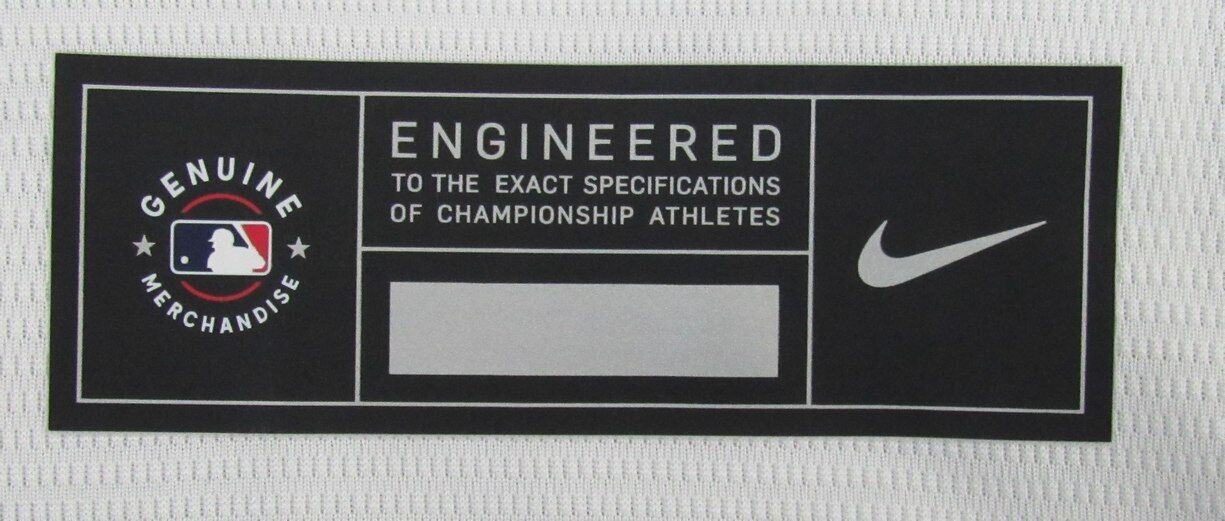 GENUINE
MERCHANDISE
ENGINEERED
TO THE EXACT SPECIFICATIONS
OF CHAMPIONSHIP ATHLETES